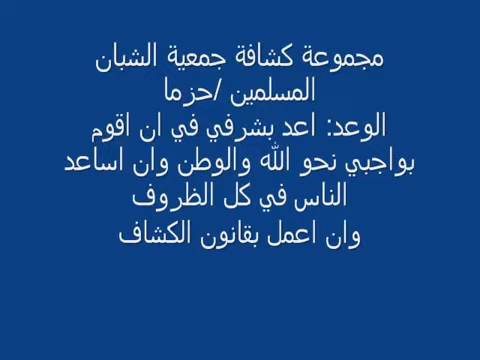 مجموعة كشافة جمعية الشبان
المسلمين /حزما
الوعد: اعد بشرفي في ان اقوم
بواجبي نحو الله والوطن وان اساعد
الناس في كل الظروف
وان اعمل بقانون الكشاف